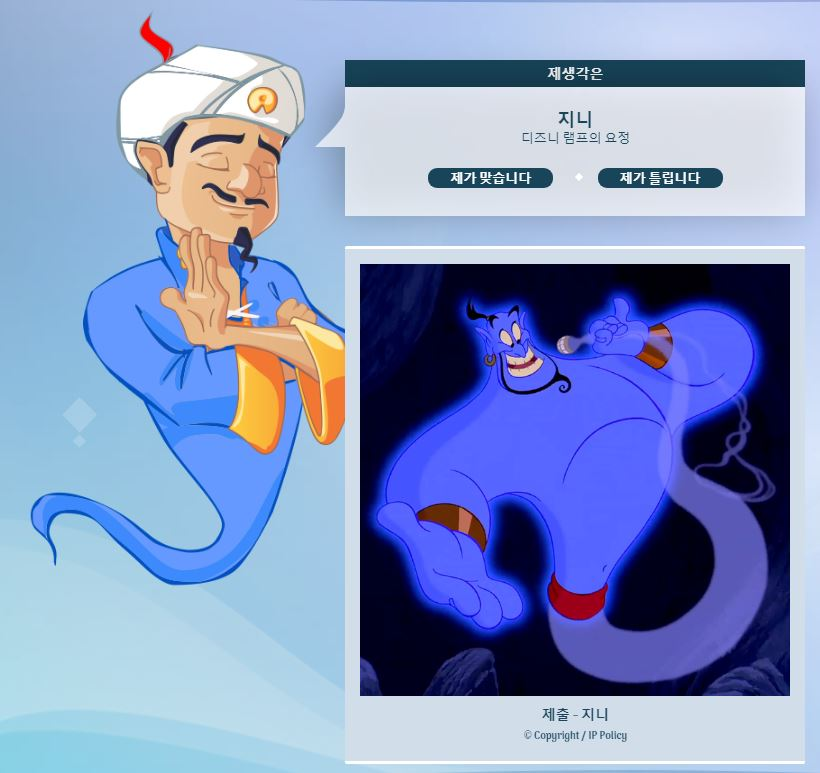 제생각은
지니
디즈니 램프의 요정
제가 맞습니다
제가 틀립니다
제출 - 지니
© Copyright / IP Policy